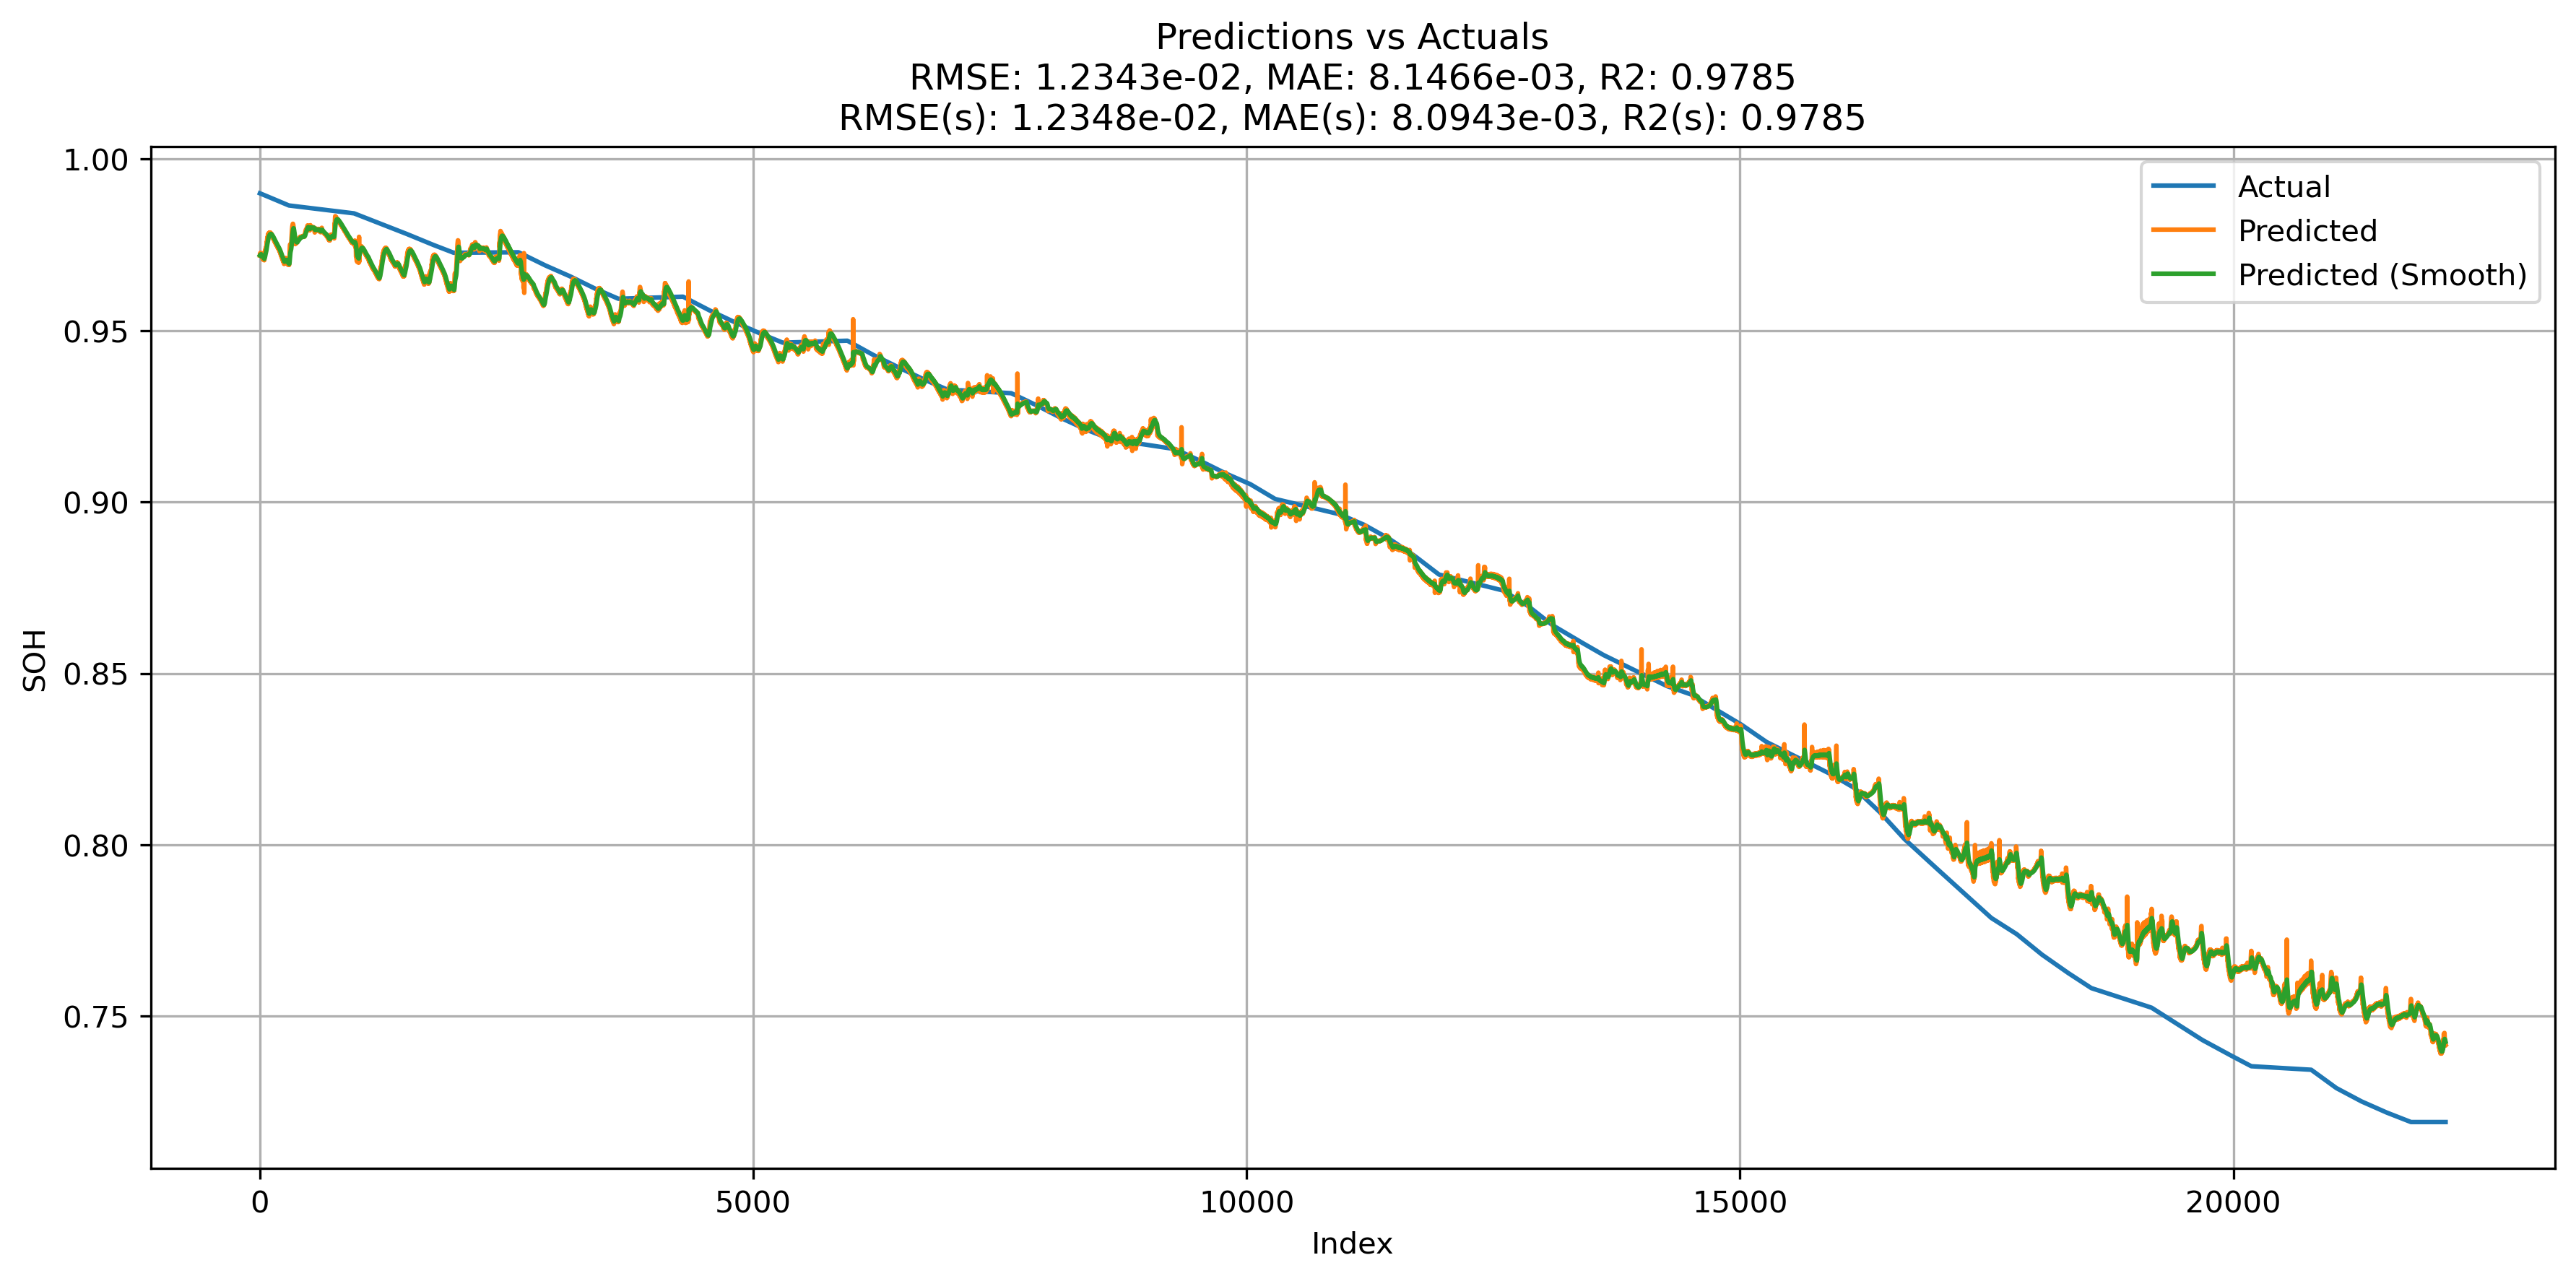 Predictions vs Actuals
RMSE: 1.2343e-02, MAE: 8.1466e-03, R2: 0.9785
RMSE(s): 1.2348e-02, MAE(s): 8.0943e-03, R2(s): 0.9785
1.00
0.95
0.90
0.85
0.80
0.75
SOH
Actual
Predicted
Predicted (Smooth)
0 5000 10000 15000 20000
Index